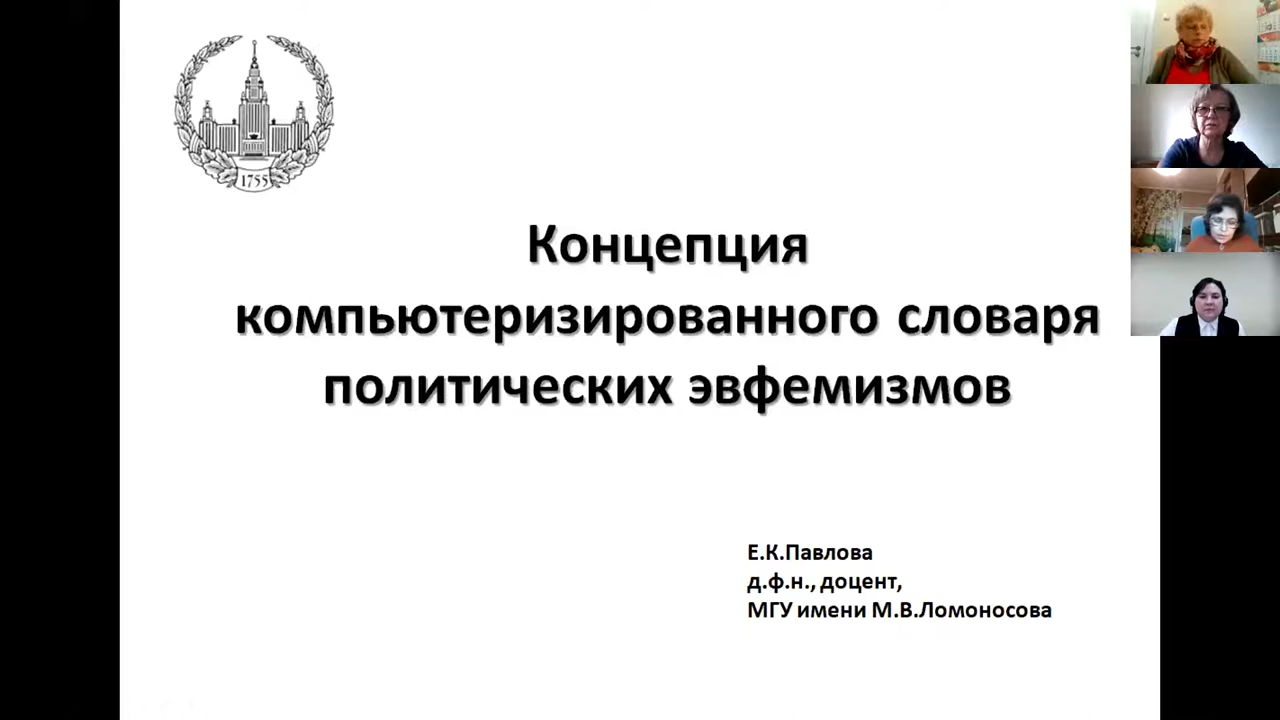 1755
Концепция
компьютеризированного словаря
политических эвфемизмов
Е.К.Павлова
д.ф.н., доцент,
МГУ имени М.В.Ломоносова